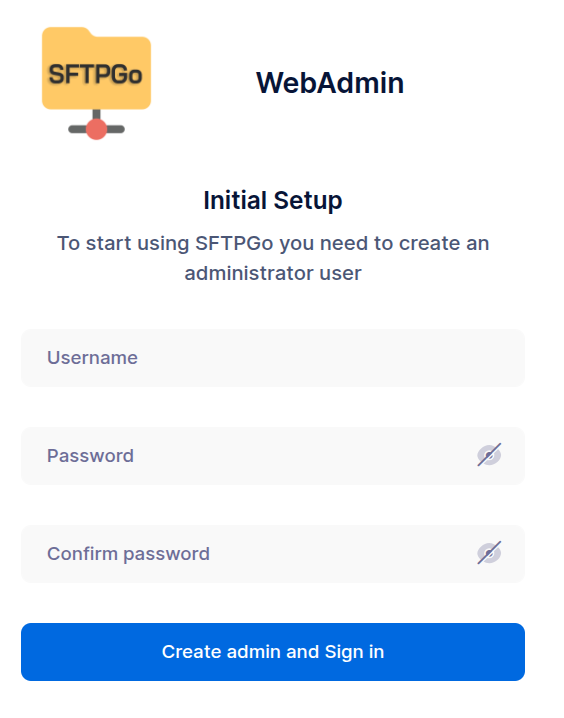 SFTPGo
WebAdmin
Initial Setup
To start using SFTPGo you need to create an
administrator user
Username
Password
Confirm password
Create admin and Sign in